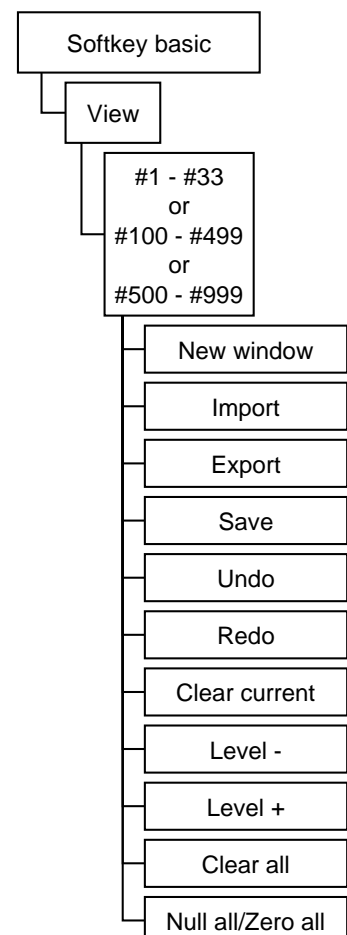 Softkey basic
View
#1 - #33
or
#100 - #499
or
#500 - #999
New window
Import
Export
Save
Undo
Redo
Clear current
Level -
Level +
Clear all
Null all/Zero all